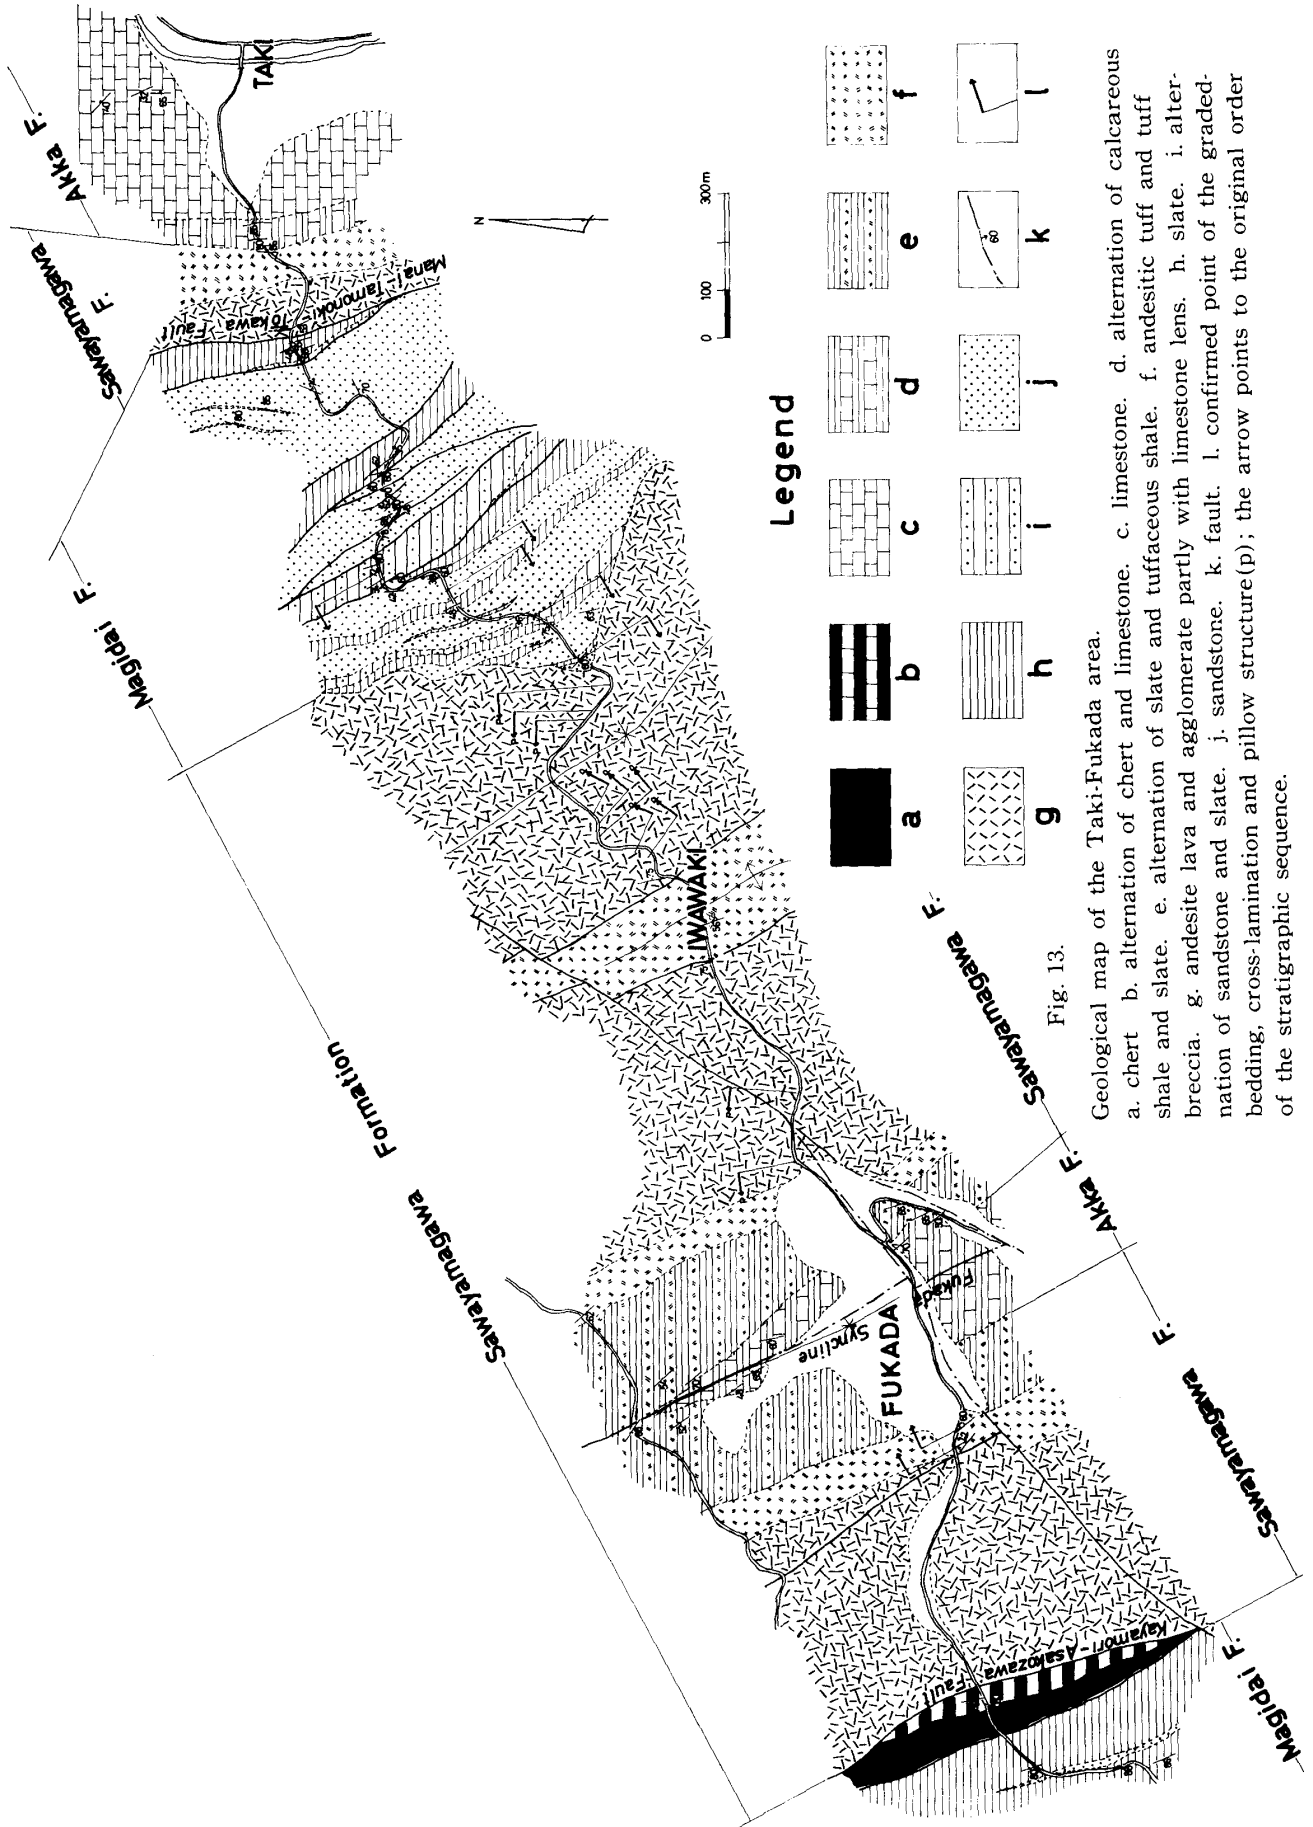 TAKI
Akka F.
Sawayamagawa F.
Magidai F.
Manai-Tamonoki-Tōkawa Fault
N
0 100 300m
Sawayamagawa Formation
IWAWAKI
Fukada Syncline
FUKADA
Kayamori-Asakozawa Fault
Magidai F.
Sawayamagawa F.
Akka F.
Sawayamagawa F.
Legend
a
b
c
d
e
f
g
h
i
j
k
l
60
Fig. 13.
Geological map of the Taki-Fukada area.
a. chert b. alternation of chert and limestone. c. limestone. d. alternation of calcareous
shale and slate. e. alternation of slate and tuffaceous shale. f. andesitic tuff and tuff
breccia. g. andesite lava and agglomerate partly with limestone lens. h. slate. i. alter-
nation of sandstone and slate. j. sandstone. k. fault. l. confirmed point of the graded-
bedding, cross-lamination and pillow structure(p); the arrow points to the original order
of the stratigraphic sequence.